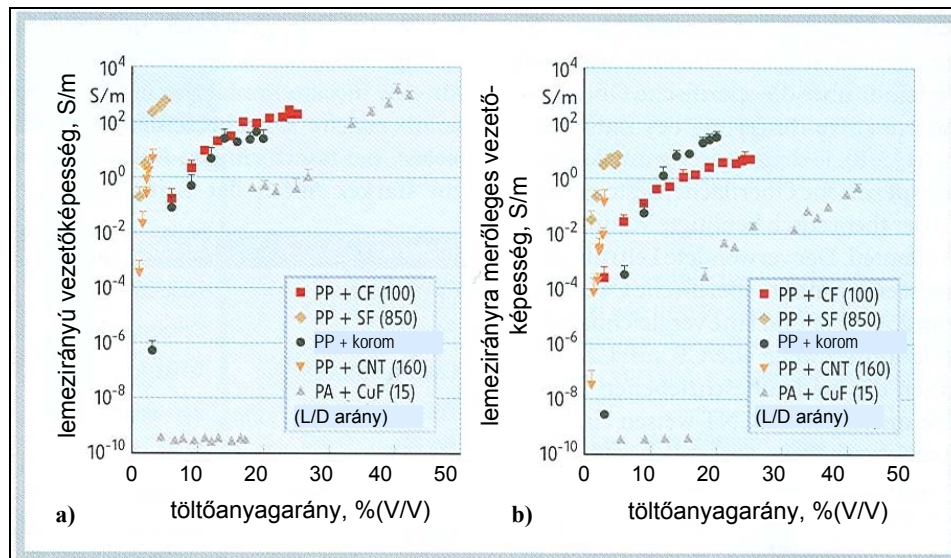 lemezirányú vezetőképesség, S/m
10⁴
S/m
10²
10⁰
10⁻²
10⁻⁴
10⁻⁶
10⁻⁸
10⁻¹⁰
PP + CF (100)
PP + SF (850)
PP + korom
PP + CNT (160)
PA + CuF (15)
(L/D arány)
0 10 20 30 40 50
töltőanyagarány, %(V/V)
a)
lemezirányra merőleges vezető-
képesség, S/m
10⁴
S/m
10²
10⁰
10⁻²
10⁻⁴
10⁻⁶
10⁻⁸
10⁻¹⁰
PP + CF (100)
PP + SF (850)
PP + korom
PP + CNT (160)
PA + CuF (15)
(L/D arány)
0 10 20 30 40 50
töltőanyagarány, %(V/V)
b)